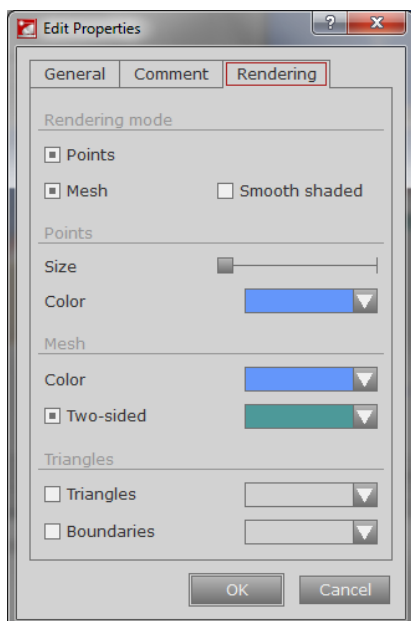 Edit Properties
?
General Comment Rendering
Rendering mode
Points
Mesh Smooth shaded
Points
Size
Color
Mesh
Color
Two-sided
Triangles
Triangles
Boundaries
OK Cancel